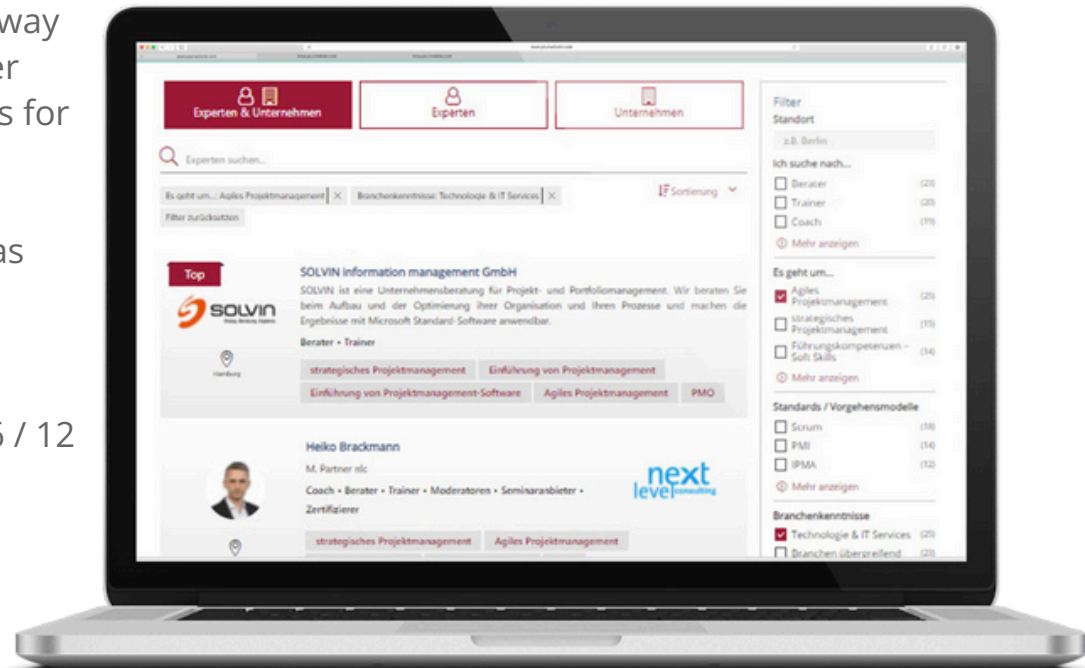 way
er
s for
as
6 / 12
Experten & Unternehmen
Experten
Unternehmen
Experten suchen...
Es geht um...: Agiles Projektmanagement ×
Branchenkenntnisse: Technologie & IT Services ×
Sortierung
Filter zurücksetzen
Top
SOLVIN
Hamburg
SOLVIN information management GmbH
SOLVIN ist eine Unternehmensberatung für Projekt- und Portfoliomanagement. Wir beraten Sie
beim Aufbau und der Optimierung ihrer Organisation und Ihren Prozesse und machen die
Ergebnisse mit Microsoft Standard-Software anwendbar.
Berater • Trainer
strategisches Projektmanagement
Einführung von Projektmanagement
Einführung von Projektmanagement-Software
Agiles Projektmanagement
PMO
Heiko Brackmann
M. Partner nlc
Coach • Berater • Trainer • Moderatoren • Seminaranbieter •
Zertifizierer
next
level consulting
strategisches Projektmanagement
Agiles Projektmanagement
Filter
Standort
z.B. Berlin
Ich suche nach...
Berater (23)
Trainer (20)
Coach (19)
Mehr anzeigen
Es geht um...
Agiles
Projektmanagement (25)
strategisches
Projektmanagement (15)
Führungskompetenzen –
Soft Skills (14)
Mehr anzeigen
Standards / Vorgehensmodelle
Scrum (18)
PMI (14)
IPMA (12)
Mehr anzeigen
Branchenkenntnisse
Technologie & IT Services (25)
Branchen übergreifend (23)